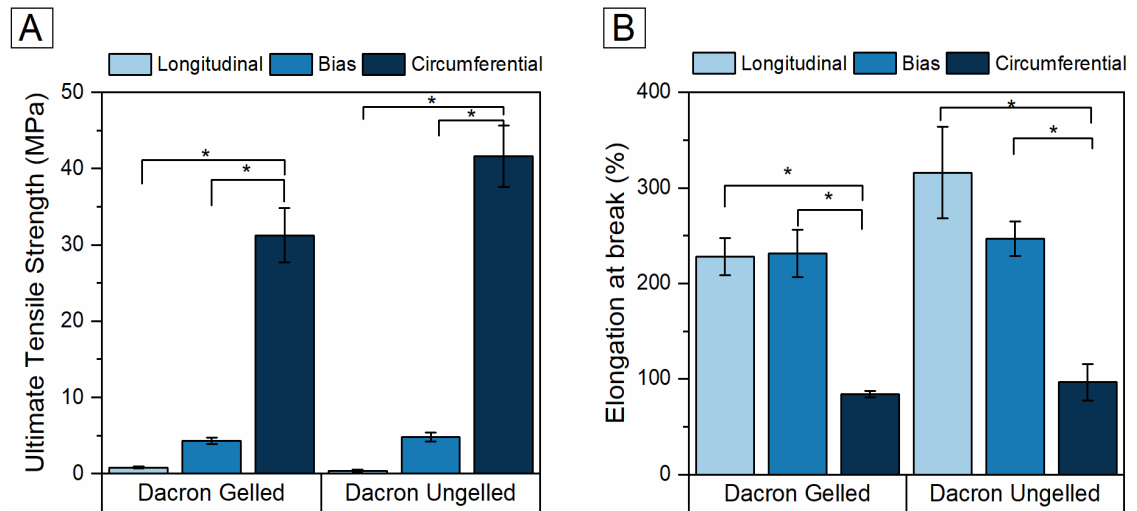 A
Longitudinal Bias Circumferential
Ultimate Tensile Strength (MPa)
50
40
30
20
10
0
* * * *
Dacron Gelled Dacron Ungelled
B
Longitudinal Bias Circumferential
Elongation at break (%)
400
300
200
100
0
* * * *
Dacron Gelled Dacron Ungelled